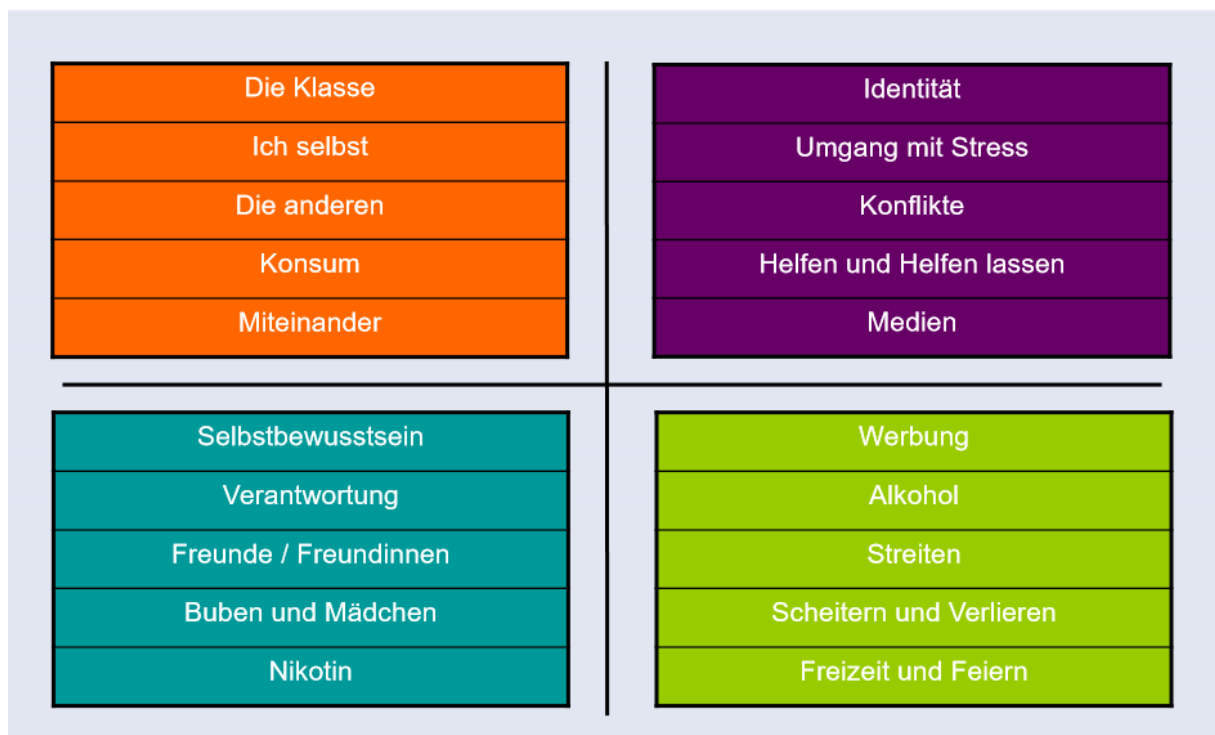 Die Klasse
Ich selbst
Die anderen
Konsum
Miteinander
Identität
Umgang mit Stress
Konflikte
Helfen und Helfen lassen
Medien
Selbstbewusstsein
Verantwortung
Freunde / Freundinnen
Buben und Mädchen
Nikotin
Werbung
Alkohol
Streiten
Scheitern und Verlieren
Freizeit und Feiern